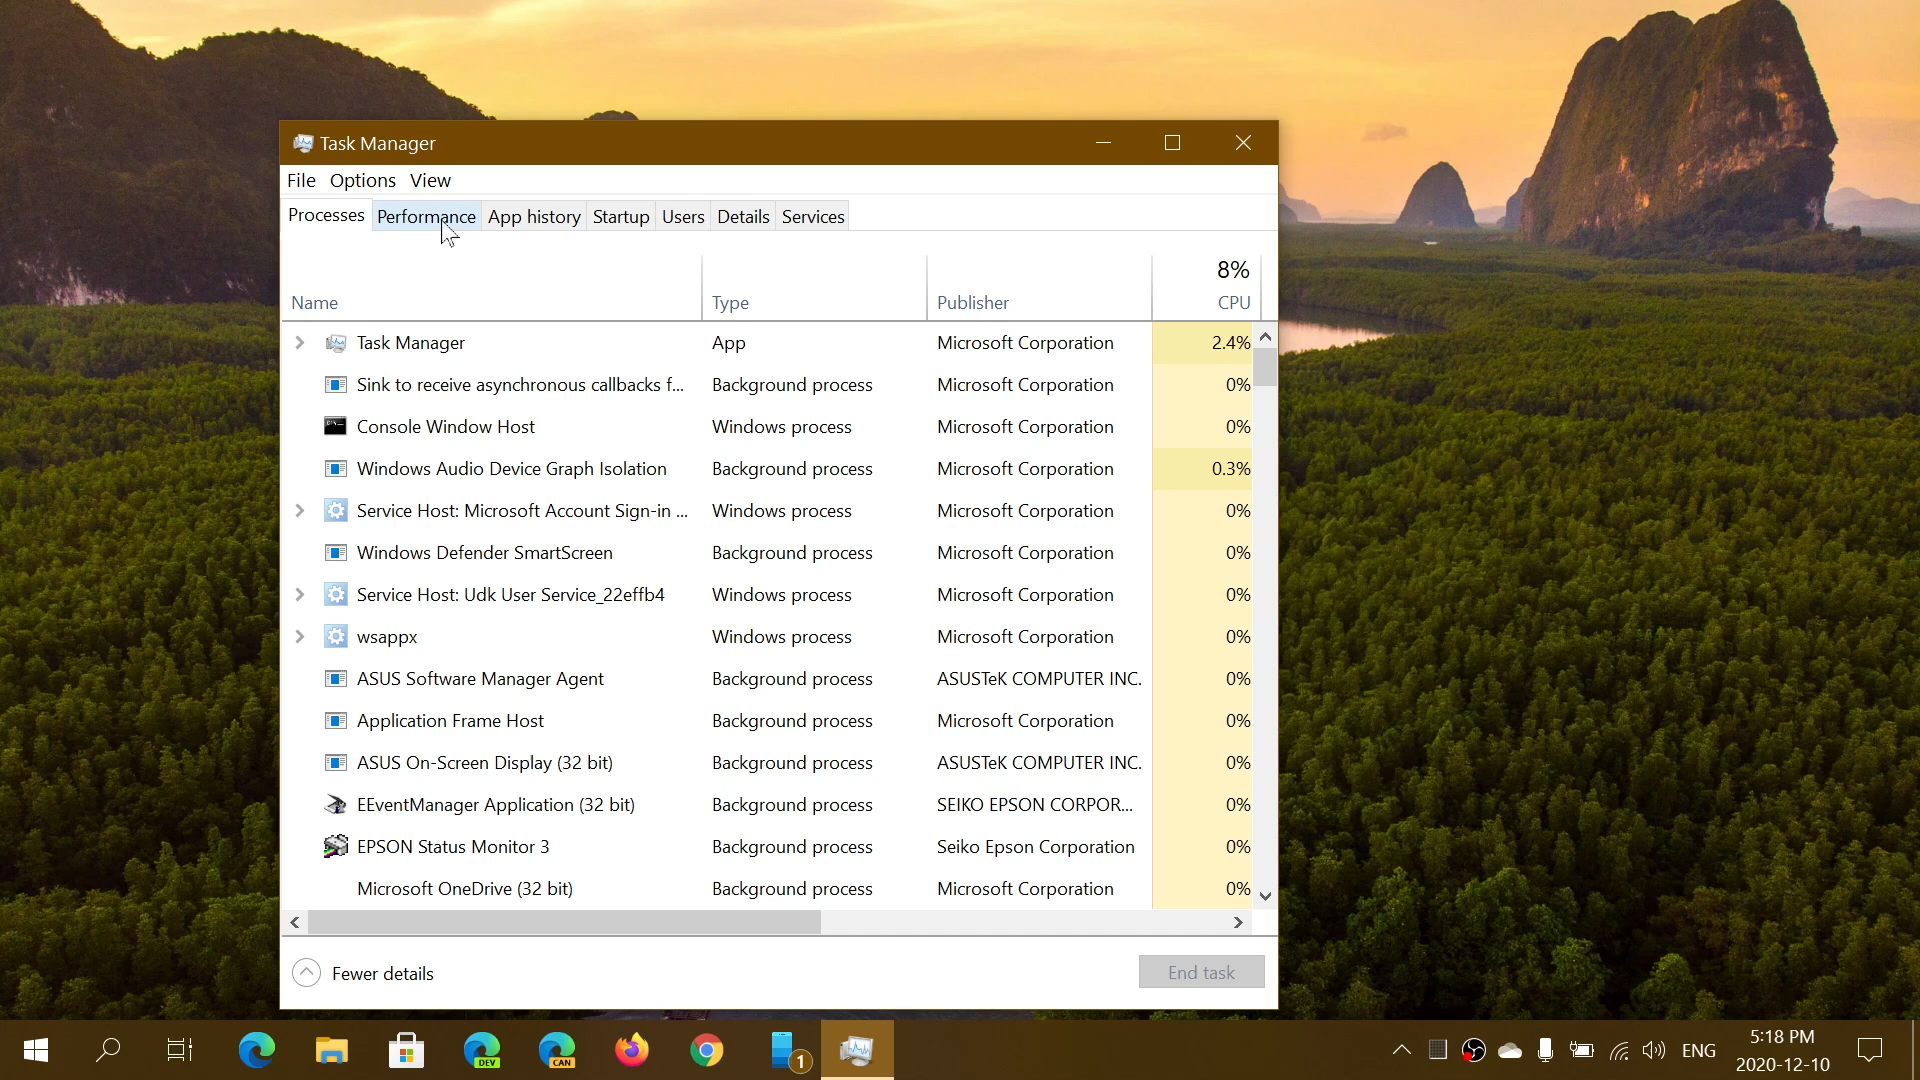 Task Manager
File Options View
Processes Performance App history Startup Users Details Services
8%
Name Type Publisher CPU
Task Manager App Microsoft Corporation 2.4%
Sink to receive asynchronous callbacks f... Background process Microsoft Corporation 0%
Console Window Host Windows process Microsoft Corporation 0%
Windows Audio Device Graph Isolation Background process Microsoft Corporation 0.3%
Service Host: Microsoft Account Sign-in ... Windows process Microsoft Corporation 0%
Windows Defender SmartScreen Background process Microsoft Corporation 0%
Service Host: Udk User Service_22effb4 Windows process Microsoft Corporation 0%
wsappx Windows process Microsoft Corporation 0%
ASUS Software Manager Agent Background process ASUSTeK COMPUTER INC. 0%
Application Frame Host Background process Microsoft Corporation 0%
ASUS On-Screen Display (32 bit) Background process ASUSTeK COMPUTER INC. 0%
EEventManager Application (32 bit) Background process SEIKO EPSON CORPOR... 0%
EPSON Status Monitor 3 Background process Seiko Epson Corporation 0%
Microsoft OneDrive (32 bit) Background process Microsoft Corporation 0%
Fewer details End task
DEV CAN 1 ENG 5:18 PM
2020-12-10